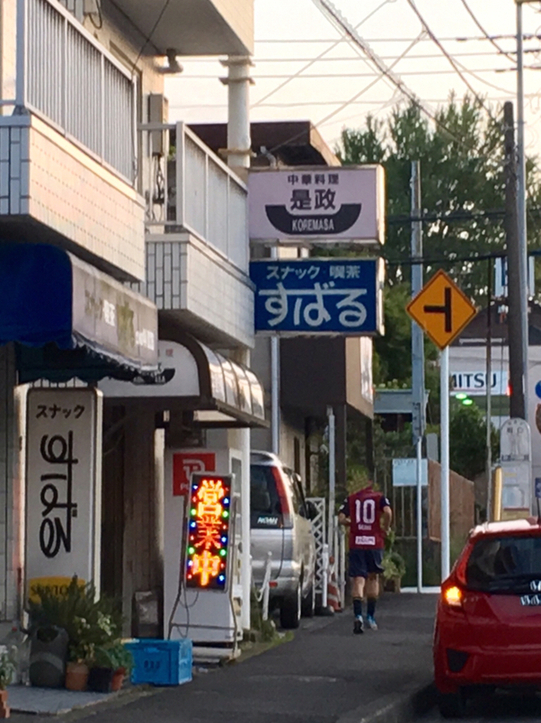 中華料理
是政
KOREMASA
スナック・喫茶
すばる
スナック
すばる
営業中
10
NOAH
MITSU